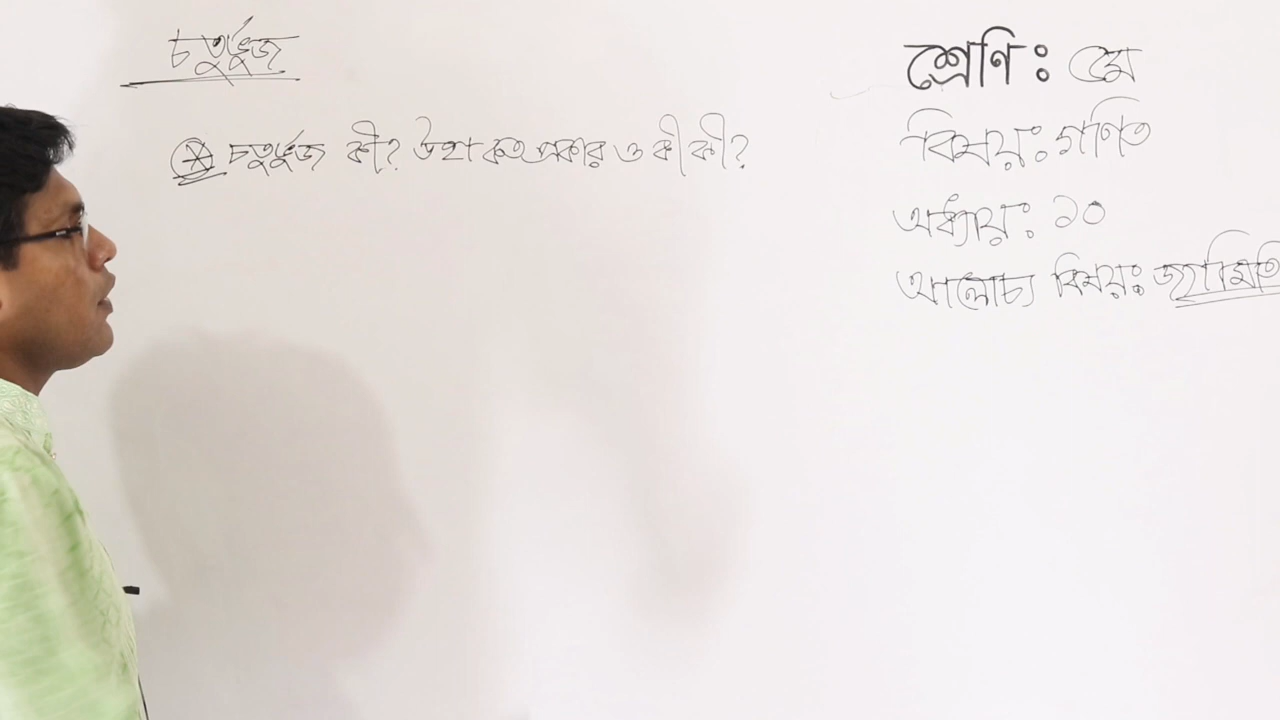 চতুর্ভুজ
চতুর্ভুজ কী? উহা কত প্রকার ও কী কী?
শ্রেণি: ৫ম
বিষয়: গণিত
অধ্যায়: ১০
আলোচ্য বিষয়: জ্যামিতি